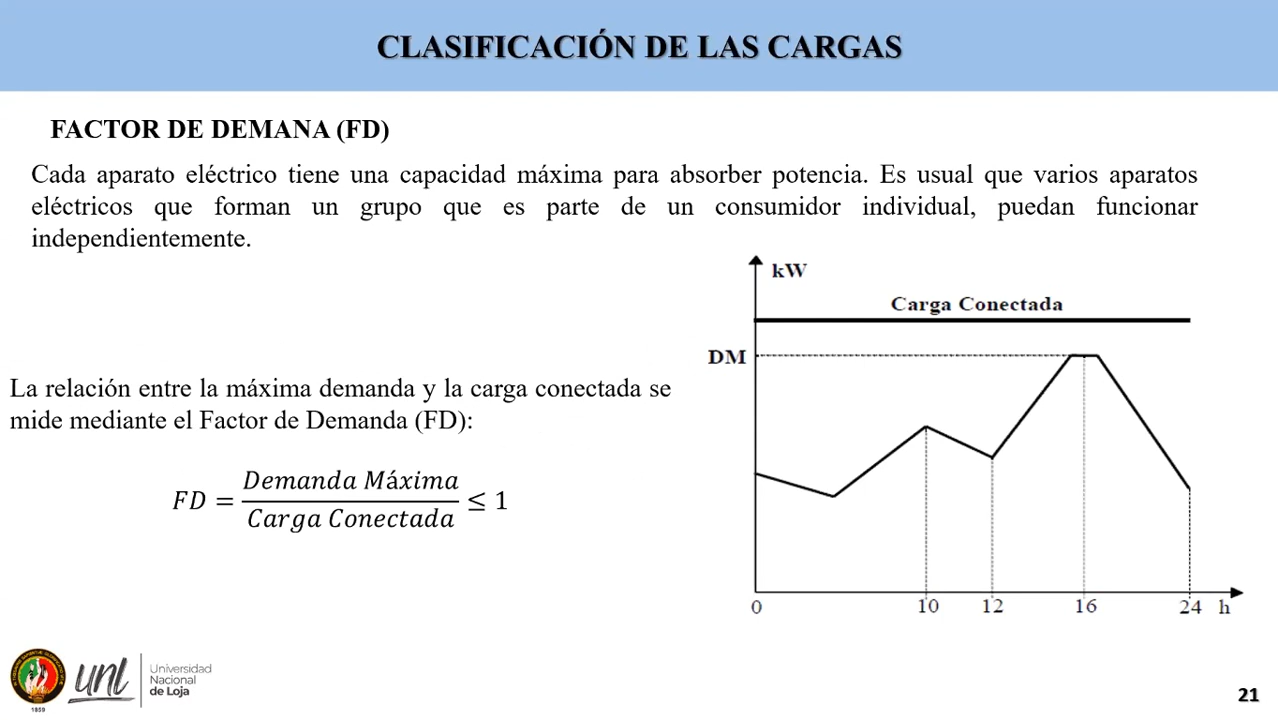 CLASIFICACIÓN DE LAS CARGAS
FACTOR DE DEMANA (FD)
Cada aparato eléctrico tiene una capacidad máxima para absorber potencia. Es usual que varios aparatos
eléctricos que forman un grupo que es parte de un consumidor individual, puedan funcionar
independientemente.
kW
Carga Conectada
DM
La relación entre la máxima demanda y la carga conectada se
mide mediante el Factor de Demanda (FD):
FD = Demanda Máxima / Carga Conectada ≤ 1
0 10 12 16 24 h
1859
unl
Universidad
Nacional
de Loja
21